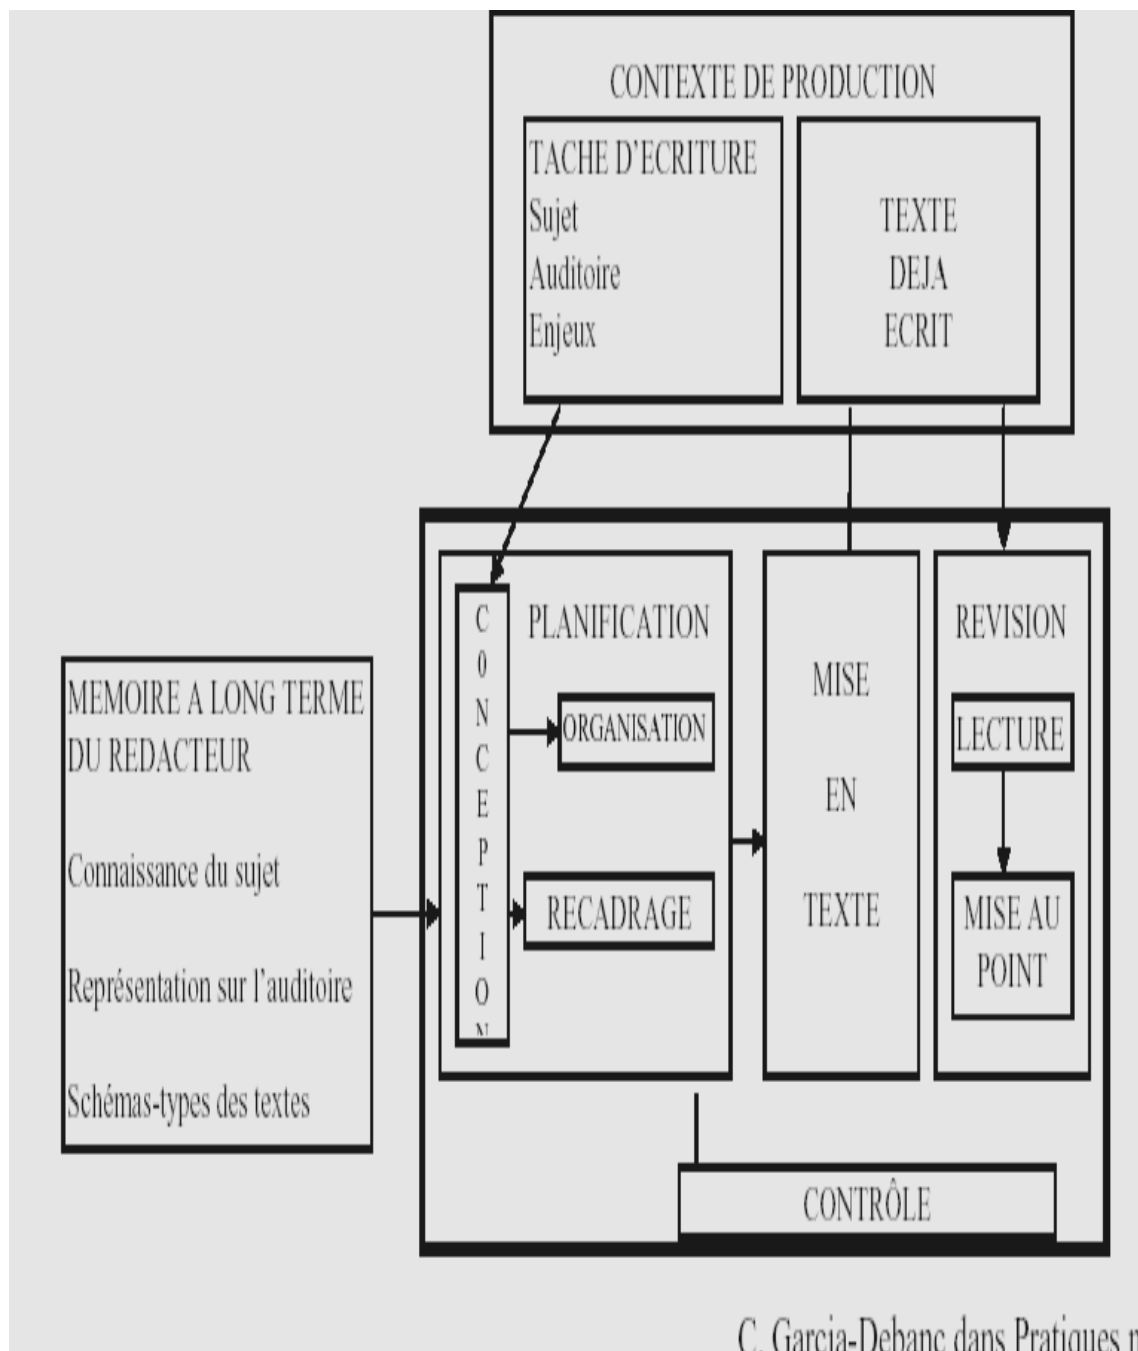 CONTEXTE DE PRODUCTION
TACHE D'ECRITURE
Sujet
Auditoire
Enjeux
TEXTE
DEJA
ECRIT
MEMOIRE A LONG TERME
DU REDACTEUR
Connaissance du sujet
Représentation sur l'auditoire
Schémas-types des textes
CONCEPTION
PLANIFICATION
ORGANISATION
RECADRAGE
MISE
EN
TEXTE
REVISION
LECTURE
MISE AU
POINT
CONTRÔLE
C. Garcia-Debanc dans Pratiques n